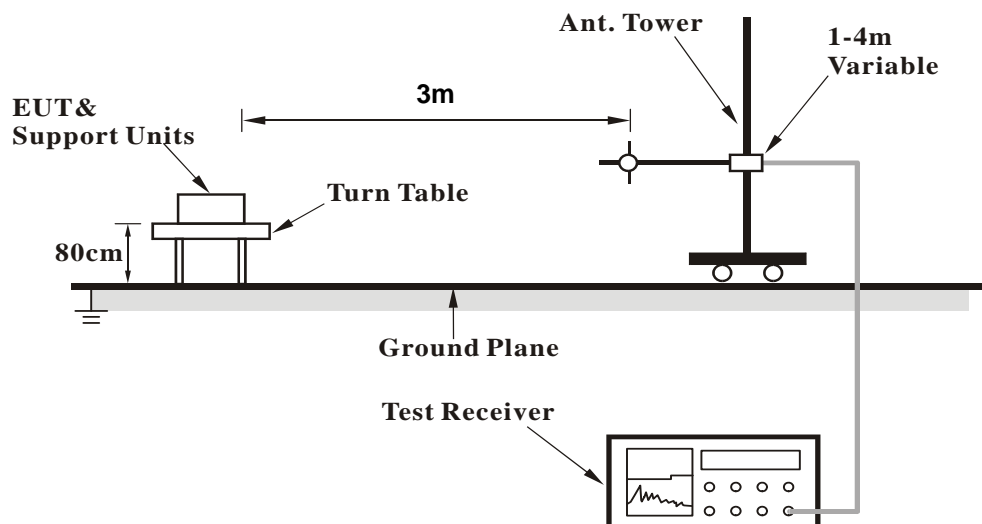 Ant. Tower
1-4m
Variable
3m
EUT&
Support Units
Turn Table
80cm
Ground Plane
Test Receiver